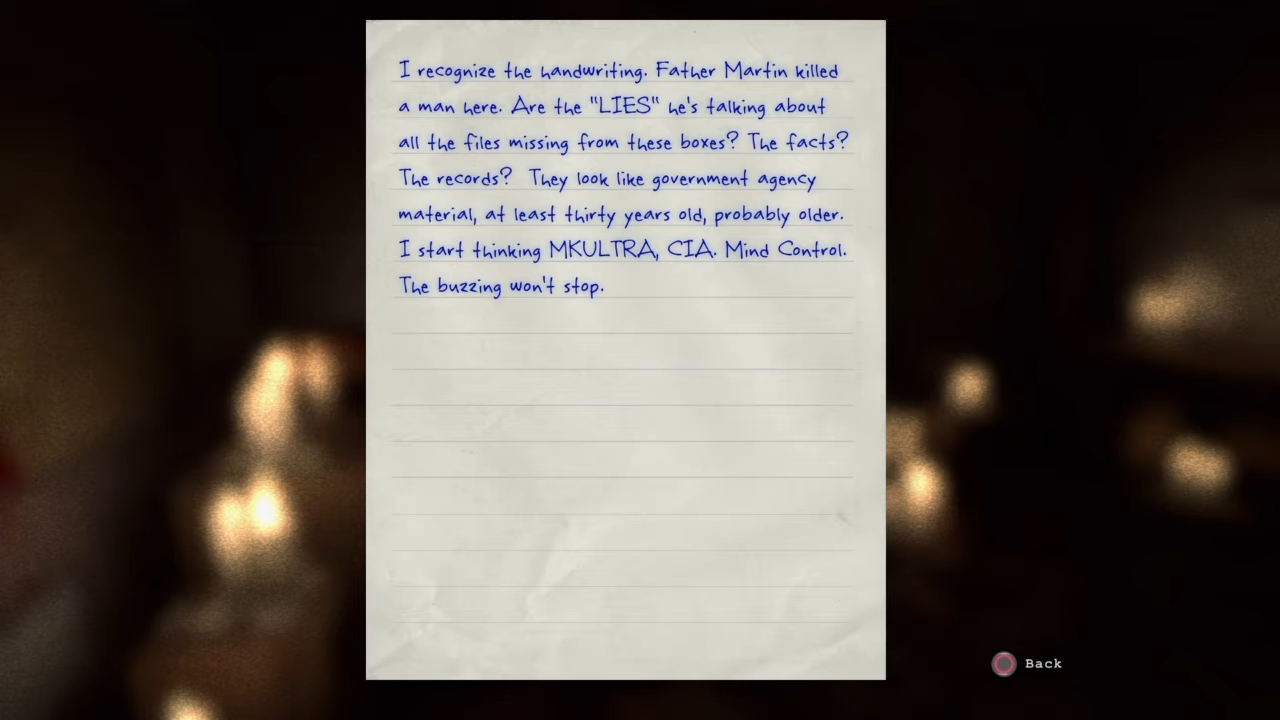 I recognize the handwriting. Father Martin killed
a man here. Are the "LIES" he's talking about
all the files missing from these boxes? The facts?
The records? They look like government agency
material, at least thirty years old, probably older.
I start thinking MKULTRA, CIA. Mind Control.
The buzzing won't stop.
Back